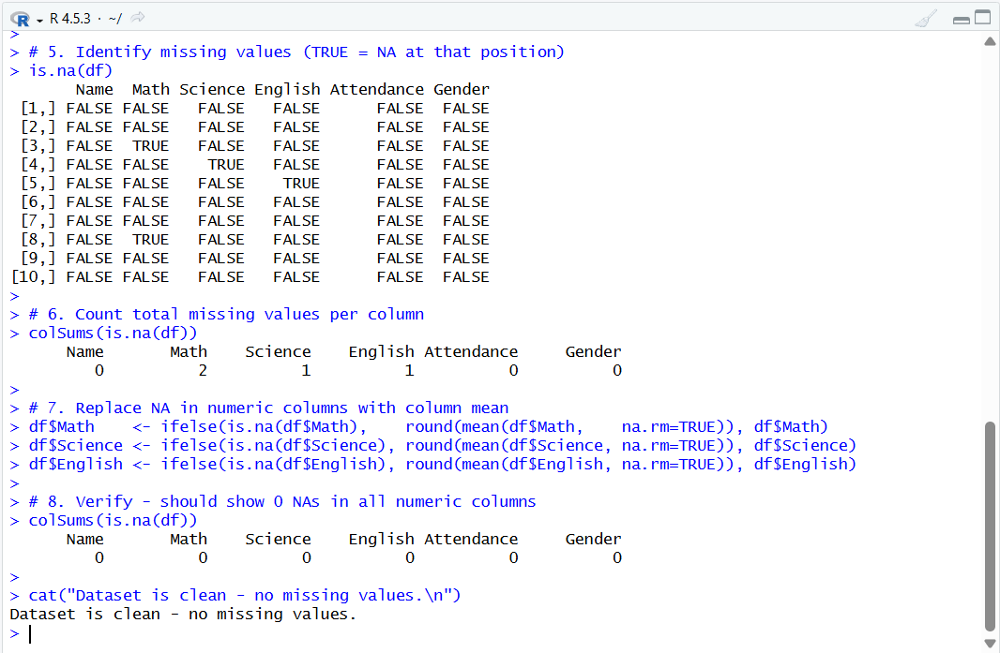 R 4.5.3 · ~/
>
> # 5. Identify missing values (TRUE = NA at that position)
> is.na(df)
       Name  Math Science English Attendance Gender
 [1,] FALSE FALSE   FALSE   FALSE      FALSE  FALSE
 [2,] FALSE FALSE   FALSE   FALSE      FALSE  FALSE
 [3,] FALSE  TRUE   FALSE   FALSE      FALSE  FALSE
 [4,] FALSE FALSE    TRUE   FALSE      FALSE  FALSE
 [5,] FALSE FALSE   FALSE    TRUE      FALSE  FALSE
 [6,] FALSE FALSE   FALSE   FALSE      FALSE  FALSE
 [7,] FALSE FALSE   FALSE   FALSE      FALSE  FALSE
 [8,] FALSE  TRUE   FALSE   FALSE      FALSE  FALSE
 [9,] FALSE FALSE   FALSE   FALSE      FALSE  FALSE
[10,] FALSE FALSE   FALSE   FALSE      FALSE  FALSE
>
> # 6. Count total missing values per column
> colSums(is.na(df))
      Name       Math    Science    English Attendance     Gender
         0          2          1          1          0          0
>
> # 7. Replace NA in numeric columns with column mean
> df$Math    <- ifelse(is.na(df$Math),    round(mean(df$Math,    na.rm=TRUE)), df$Math)
> df$Science <- ifelse(is.na(df$Science), round(mean(df$Science, na.rm=TRUE)), df$Science)
> df$English <- ifelse(is.na(df$English), round(mean(df$English, na.rm=TRUE)), df$English)
>
> # 8. Verify - should show 0 NAs in all numeric columns
> colSums(is.na(df))
      Name       Math    Science    English Attendance     Gender
         0          0          0          0          0          0
>
> cat("Dataset is clean - no missing values.\n")
Dataset is clean - no missing values.
>